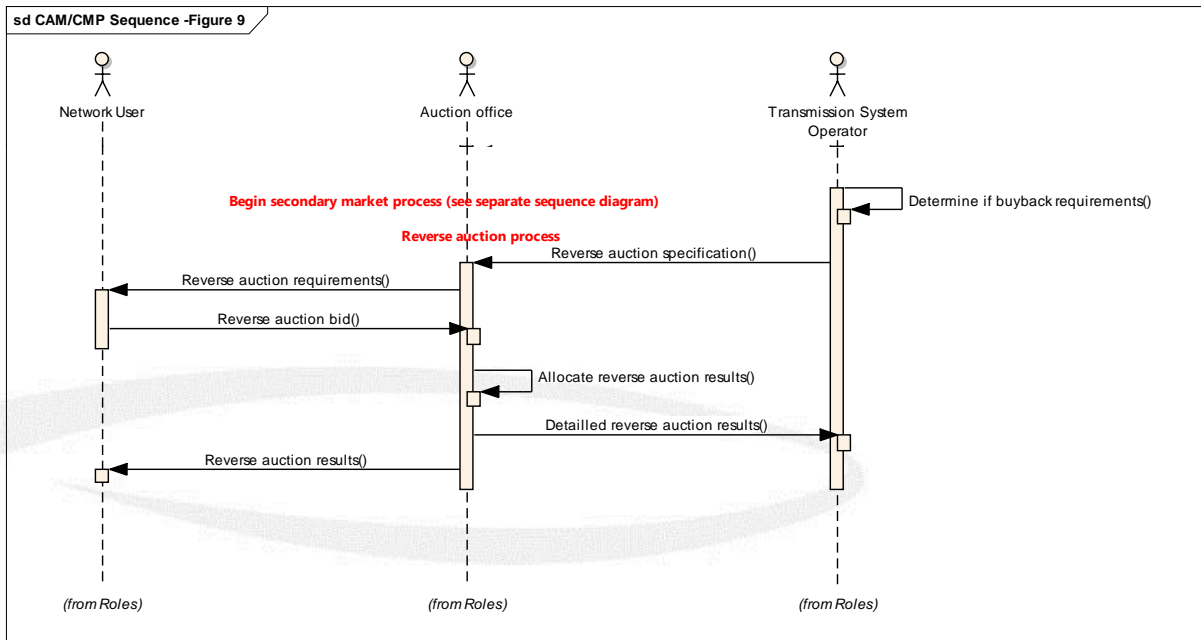 sd CAM/CMP Sequence -Figure 9
Network User
Auction office
Transmission System
Operator
Begin secondary market process (see separate sequence diagram)
Determine if buyback requirements()
Reverse auction process
Reverse auction specification()
Reverse auction requirements()
Reverse auction bid()
Allocate reverse auction results()
Detailled reverse auction results()
Reverse auction results()
(from Roles)
(from Roles)
(from Roles)